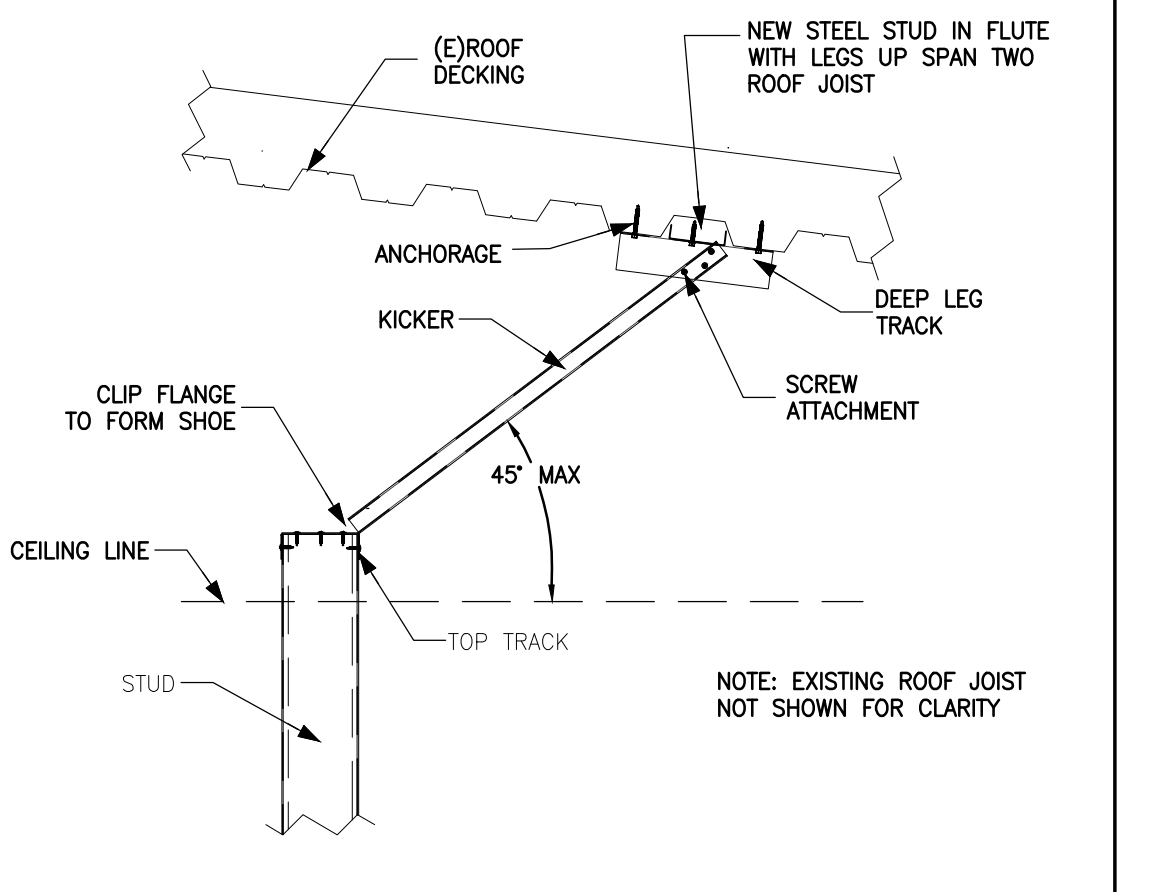 NEW STEEL STUD IN FLUTE
WITH LEGS UP SPAN TWO
ROOF JOIST
(E)ROOF
DECKING
ANCHORAGE
DEEP LEG
TRACK
KICKER
SCREW
ATTACHMENT
CLIP FLANGE
TO FORM SHOE
45° MAX
CEILING LINE
TOP TRACK
STUD
NOTE: EXISTING ROOF JOIST
NOT SHOWN FOR CLARITY